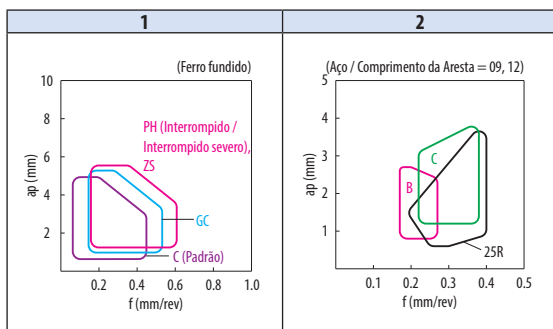 1
2
(Ferro fundido)
10
8
6
4
2
ap (mm)
PH (Interrompido /
Interrompido severo),
ZS
GC
C (Padrão)
0.2 0.4 0.6 0.8 1.0
f (mm/rev)
(Aço / Comprimento da Aresta = 09, 12)
5
4
3
2
1
ap (mm)
C
B
25R
0.1 0.2 0.3 0.4 0.5
f (mm/rev)